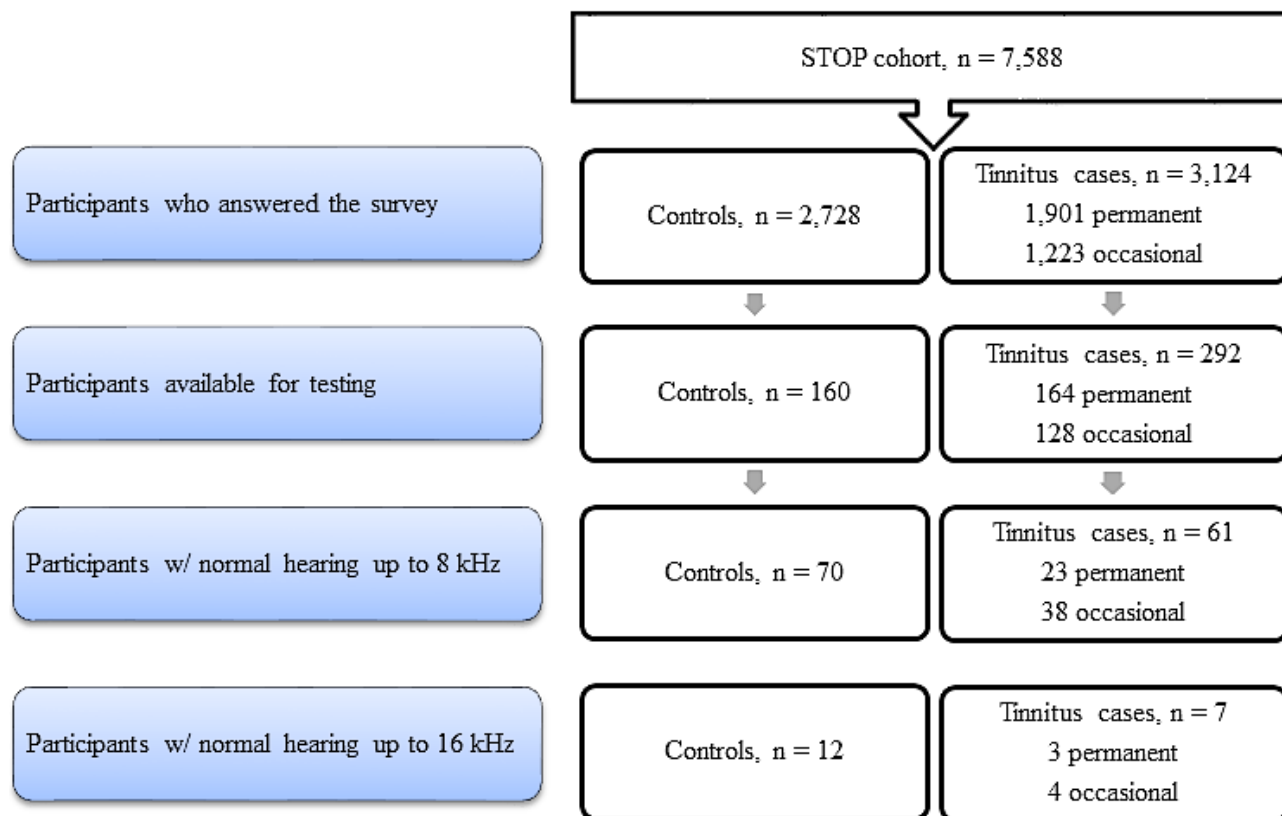 STOP cohort, n = 7,588
Participants who answered the survey
Controls, n = 2,728
Tinnitus cases, n = 3,124
1,901 permanent
1,223 occasional
Participants available for testing
Controls, n = 160
Tinnitus cases, n = 292
164 permanent
128 occasional
Participants w/ normal hearing up to 8 kHz
Controls, n = 70
Tinnitus cases, n = 61
23 permanent
38 occasional
Participants w/ normal hearing up to 16 kHz
Controls, n = 12
Tinnitus cases, n = 7
3 permanent
4 occasional